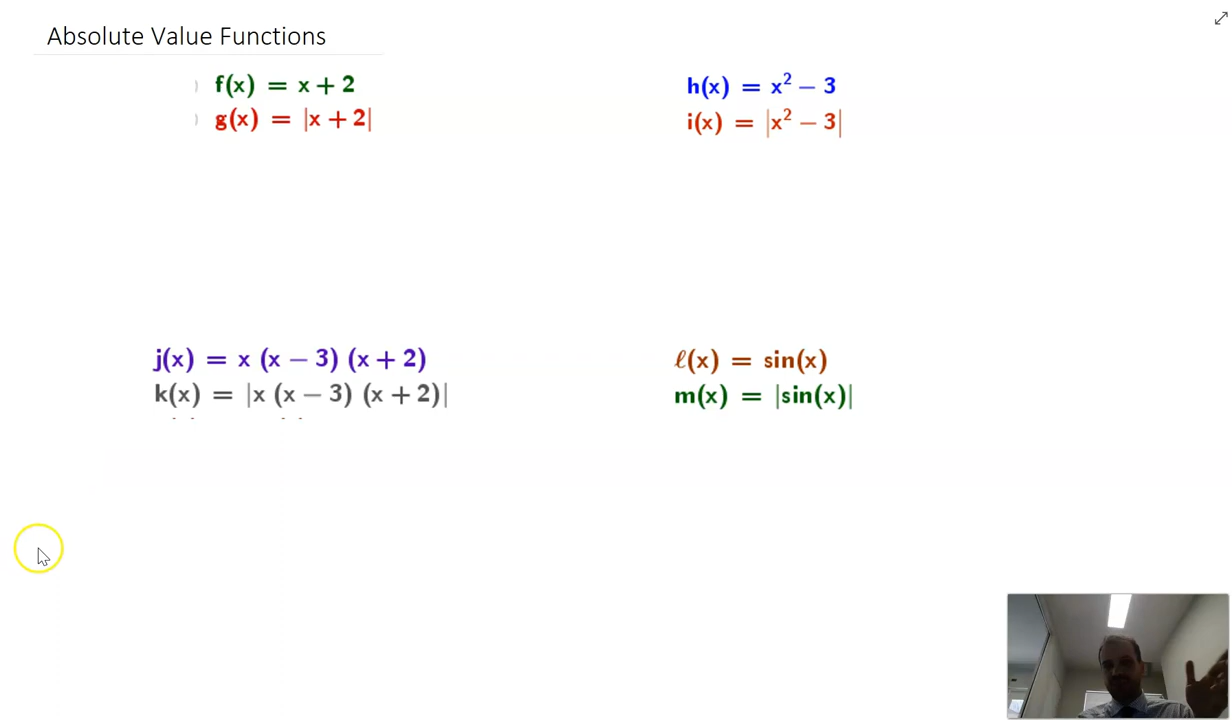 Absolute Value Functions
f(x) = x + 2
g(x) = |x + 2|
h(x) = x² − 3
i(x) = |x² − 3|
j(x) = x (x − 3) (x + 2)
k(x) = |x (x − 3) (x + 2)|
ℓ(x) = sin(x)
m(x) = |sin(x)|